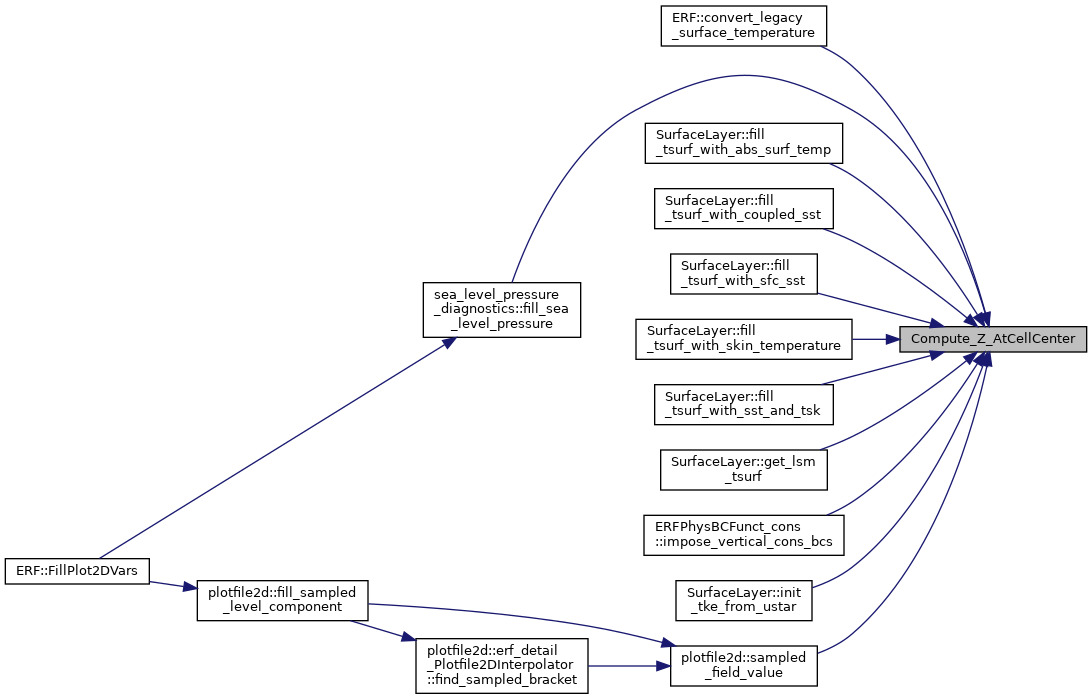 ERF::convert_legacy
_surface_temperature
SurfaceLayer::fill
_tsurf_with_abs_surf_temp
SurfaceLayer::fill
_tsurf_with_coupled_sst
SurfaceLayer::fill
_tsurf_with_sfc_sst
sea_level_pressure
_diagnostics::fill_sea
_level_pressure
SurfaceLayer::fill
_tsurf_with_skin_temperature
Compute_Z_AtCellCenter
SurfaceLayer::fill
_tsurf_with_sst_and_tsk
SurfaceLayer::get_lsm
_tsurf
ERFPhysBCFunct_cons
::impose_vertical_cons_bcs
ERF::FillPlot2DVars
plotfile2d::fill_sampled
_level_component
SurfaceLayer::init
_tke_from_ustar
plotfile2d::erf_detail
_Plotfile2DInterpolator
::find_sampled_bracket
plotfile2d::sampled
_field_value